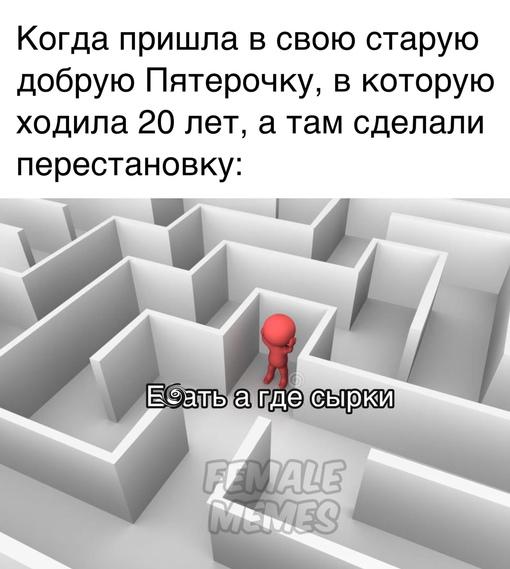 Когда пришла в свою старую
добрую Пятерочку, в которую
ходила 20 лет, а там сделали
перестановку:
Е🌀ать а где сырки
FEMALE
MEMES